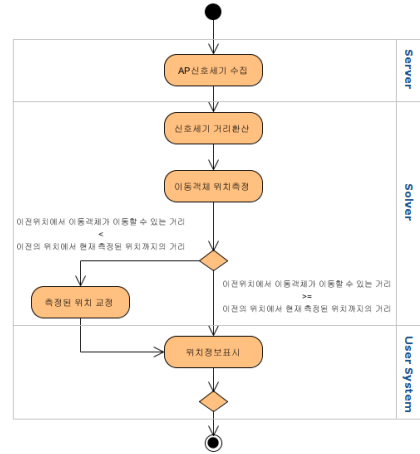 Server
AP신호세기 수집
Solver
신호세기 거리환산
이동객체 위치측정
이전위치에서 이동객체가 이동할 수 있는 거리
<
이전의 위치에서 현재 측정된 위치까지의 거리
이전위치에서 이동객체가 이동할 수 있는 거리
>=
이전의 위치에서 현재 측정된 위치까지의 거리
측정된 위치 교정
User System
위치정보표시